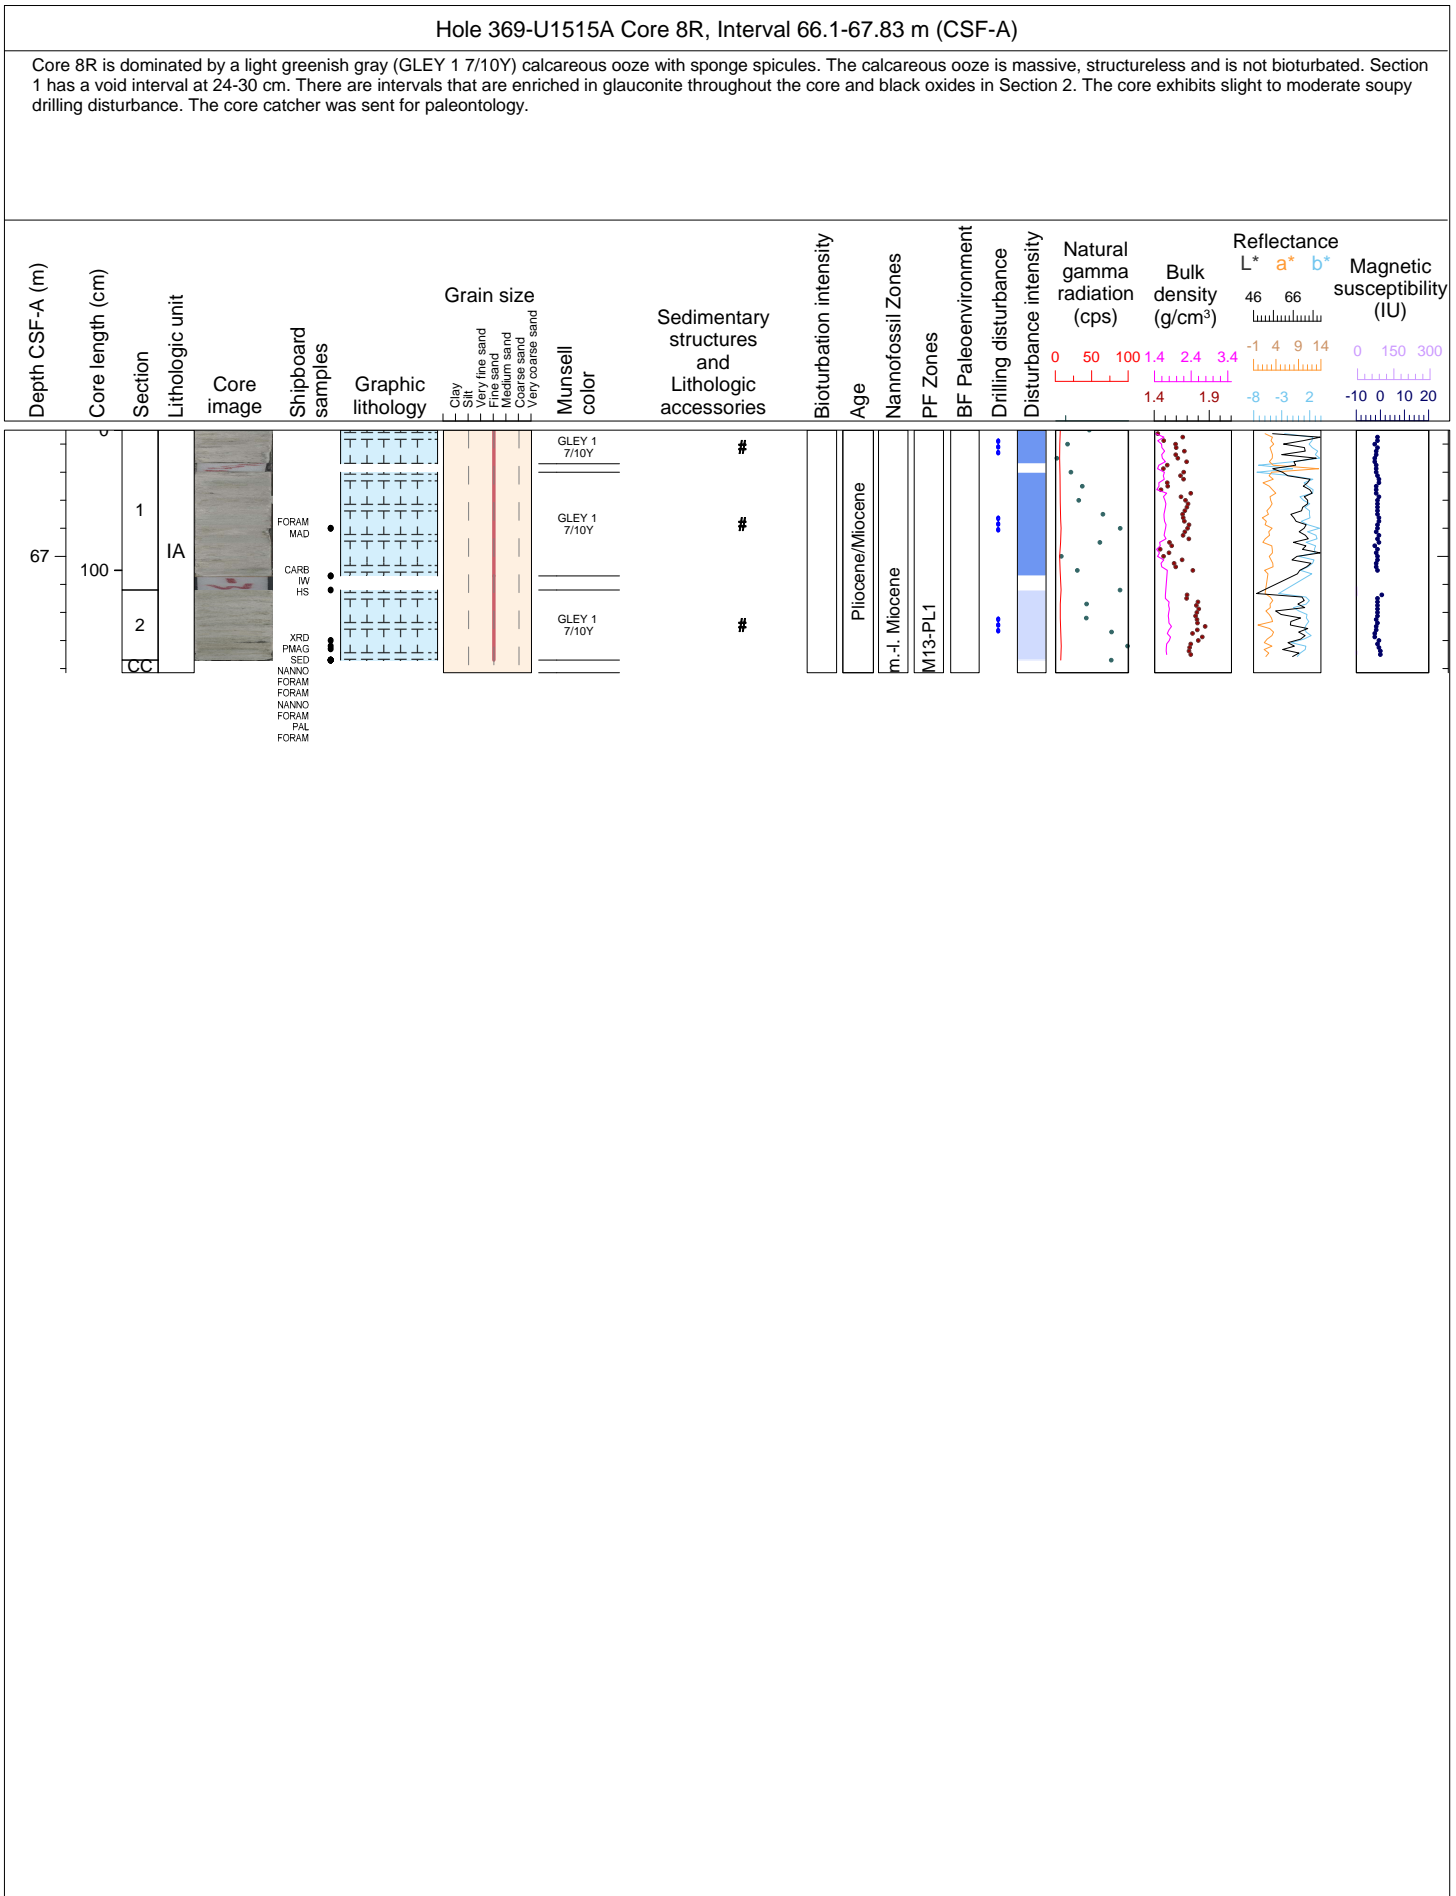 Hole 369-U1515A Core 8R, Interval 66.1-67.83 m (CSF-A)
Core 8R is dominated by a light greenish gray (GLEY 1 7/10Y) calcareous ooze with sponge spicules. The calcareous ooze is massive, structureless and is not bioturbated. Section
1 has a void interval at 24-30 cm. There are intervals that are enriched in glauconite throughout the core and black oxides in Section 2. The core exhibits slight to moderate soupy
drilling disturbance. The core catcher was sent for paleontology.
Depth CSF-A (m)
Core length (cm)
Section
Lithologic unit
Core
image
Shipboard
samples
Graphic
lithology
Grain size
Clay
Silt
Very fine sand
Fine sand
Medium sand
Coarse sand
Very coarse sand
Munsell
color
Sedimentary
structures
and
Lithologic
accessories
Bioturbation intensity
Age
Nannofossil Zones
PF Zones
BF Paleoenvironment
Drilling disturbance
Disturbance intensity
Natural
gamma
radiation
(cps)
0 50 100
Bulk
density
(g/cm³)
1.4 2.4 3.4
1.4 1.9
Reflectance
L* a* b*
46 66
-1 4 9 14
-8 -3 2
Magnetic
susceptibility
(IU)
0 150 300
-10 0 10 20
67
0
100
1
2
CC
IA
FORAM
MAD
CARB
IW
HS
XRD
PMAG
SED
NANNO
FORAM
FORAM
NANNO
FORAM
PAL
FORAM
GLEY 1
7/10Y
GLEY 1
7/10Y
GLEY 1
7/10Y
#
#
#
Pliocene/Miocene
m.-l. Miocene
M13-PL1